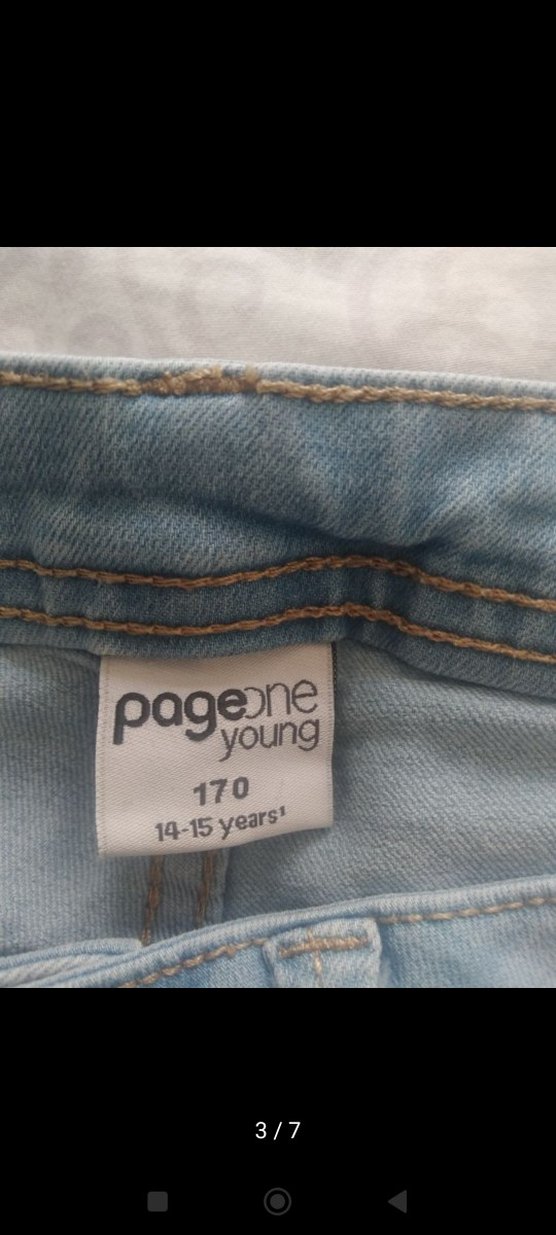 pageone
young
170
14-15 years¹
3 / 7